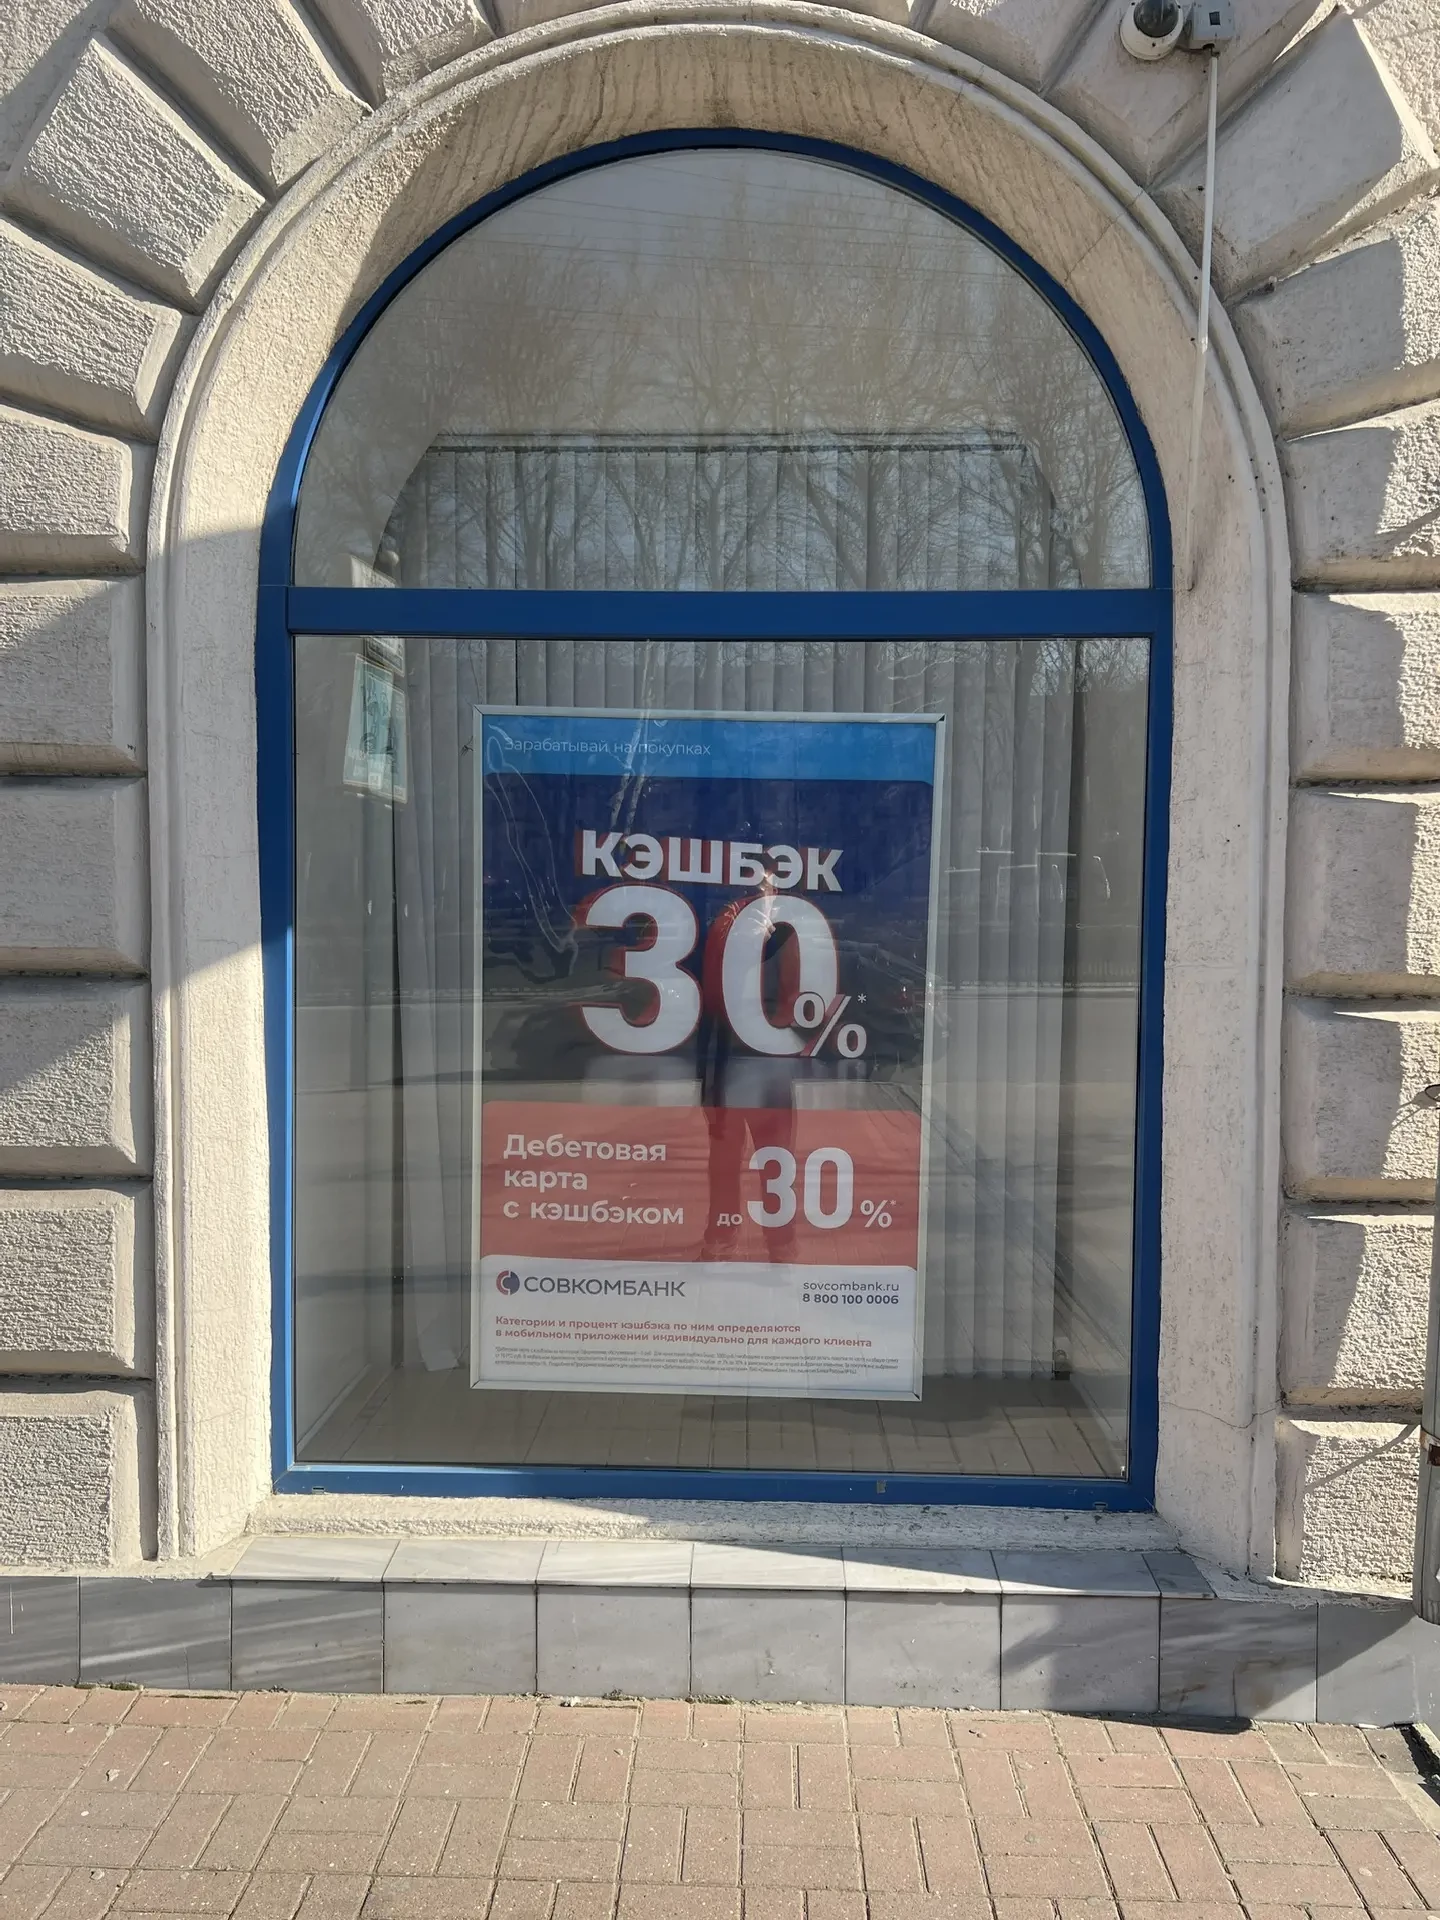 Зарабатывай на покупках
КЭШБЭК
30%*
Дебетовая
карта
с кэшбэком
до 30%*
СОВКОМБАНК
sovcombank.ru
8 800 100 0006
Категории и процент кэшбэка по ним определяются
в мобильном приложении индивидуально для каждого клиента